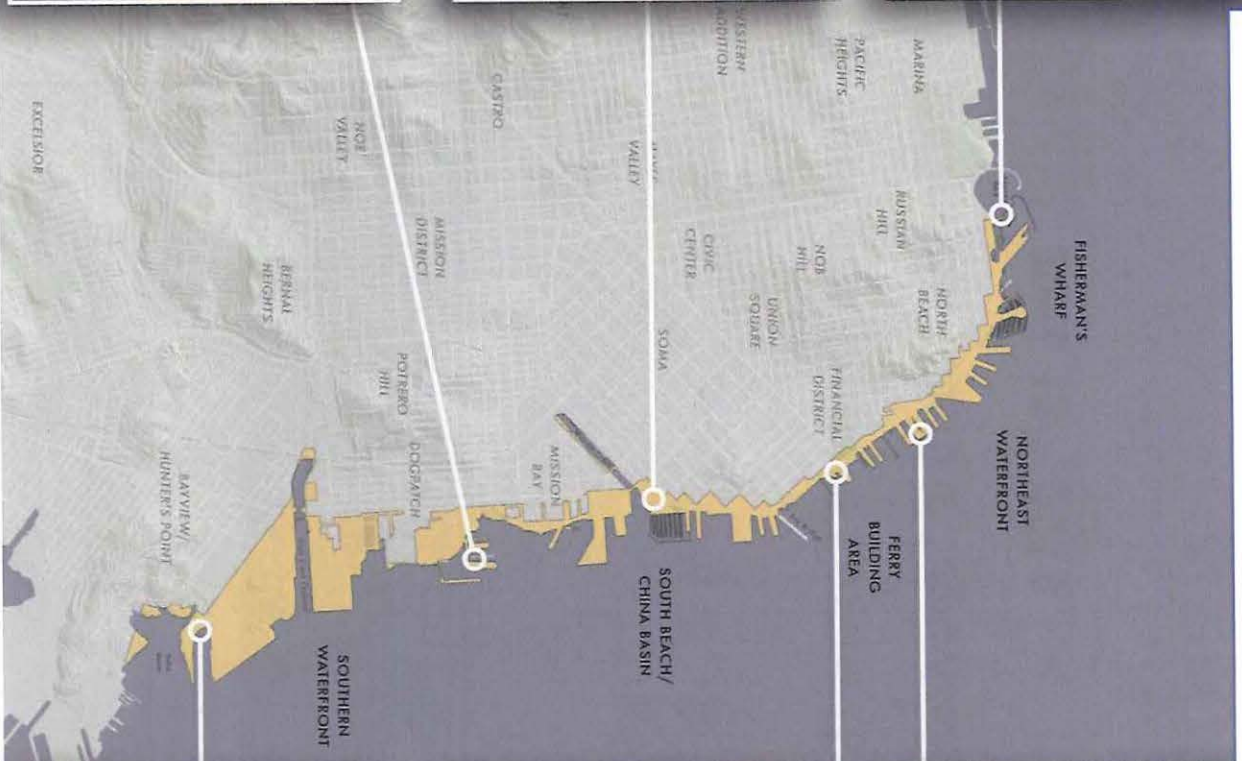 FISHERMAN'S
WHARF
NORTHEAST
WATERFRONT
MARINA
NORTH
BEACH
RUSSIAN
HILL
FERRY
BUILDING
AREA
PACIFIC
HEIGHTS
FINANCIAL
DISTRICT
NOB
HILL
UNION
SQUARE
WESTERN
ADDITION
CIVIC
CENTER
SOMA
SOUTH BEACH/
CHINA BASIN
VALLEY
MISSION
BAY
CASTRO
MISSION
DISTRICT
DOGPATCH
POTRERO
HILL
NOE
VALLEY
SOUTHERN
WATERFRONT
BERNAL
HEIGHTS
BAYVIEW/
HUNTER'S POINT
EXCELSIOR